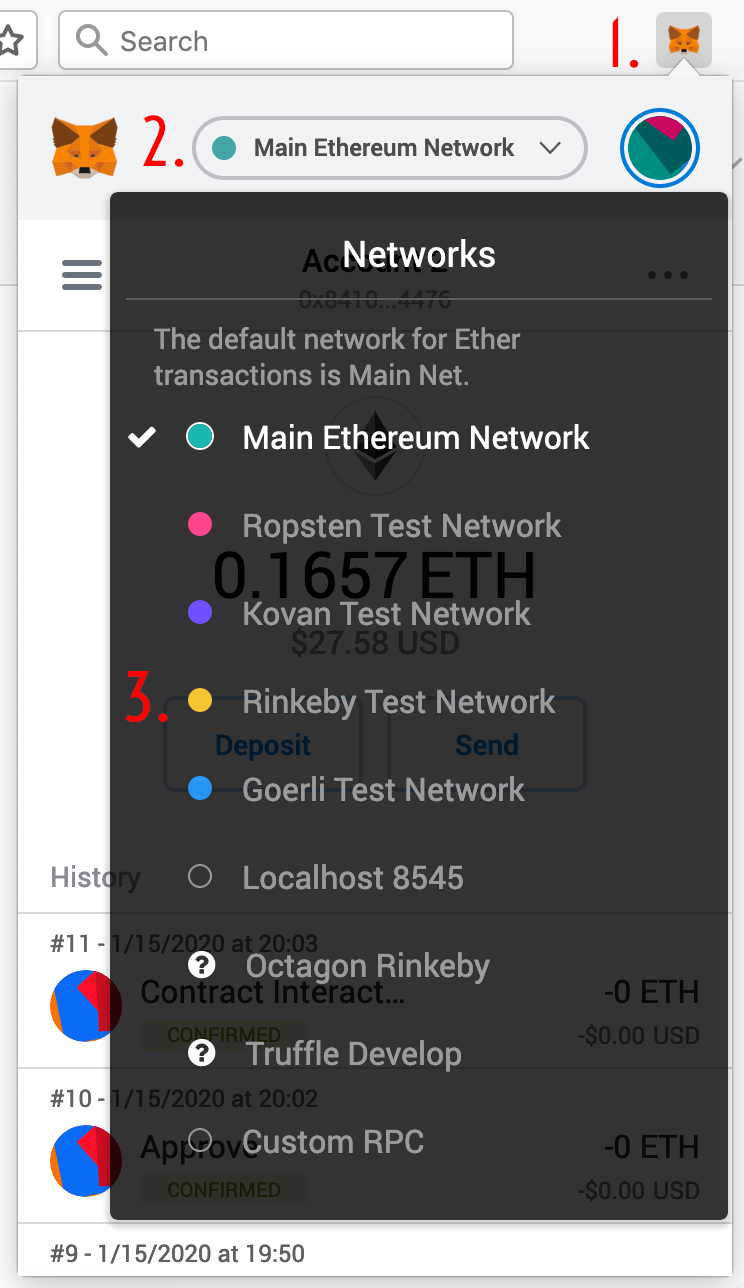 Search
1.
2.
Main Ethereum Network
Networks
Account 2
0x8410...4476
The default network for Ether
transactions is Main Net.
Main Ethereum Network
Ropsten Test Network
0.1657 ETH
Kovan Test Network
$27.58 USD
3.
Rinkeby Test Network
Deposit
Send
Goerli Test Network
History
Localhost 8545
#11 - 1/15/2020 at 20:03
Octagon Rinkeby
Contract Interact...
-0 ETH
CONFIRMED
-$0.00 USD
Truffle Develop
#10 - 1/15/2020 at 20:02
Approve
Custom RPC
-0 ETH
CONFIRMED
-$0.00 USD
#9 - 1/15/2020 at 19:50